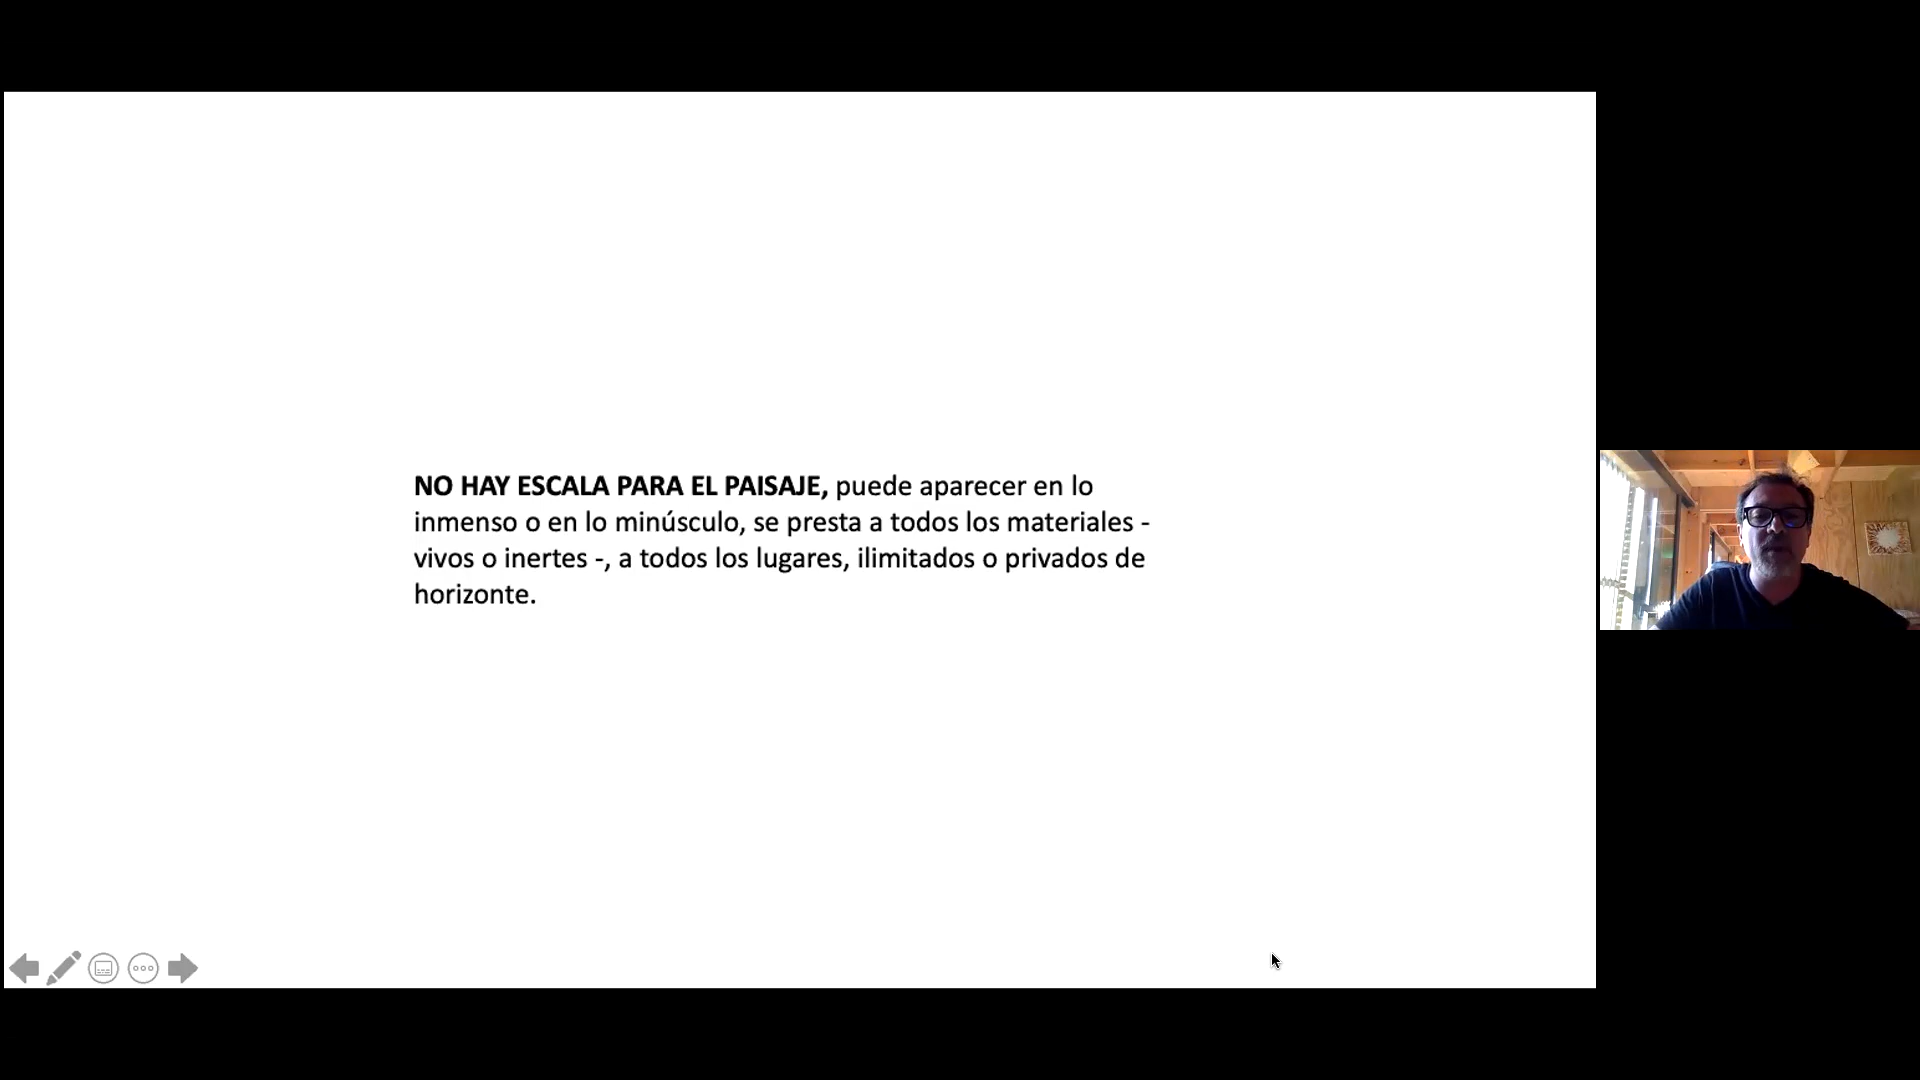 NO HAY ESCALA PARA EL PAISAJE, puede aparecer en lo
inmenso o en lo minúsculo, se presta a todos los materiales -
vivos o inertes -, a todos los lugares, ilimitados o privados de
horizonte.